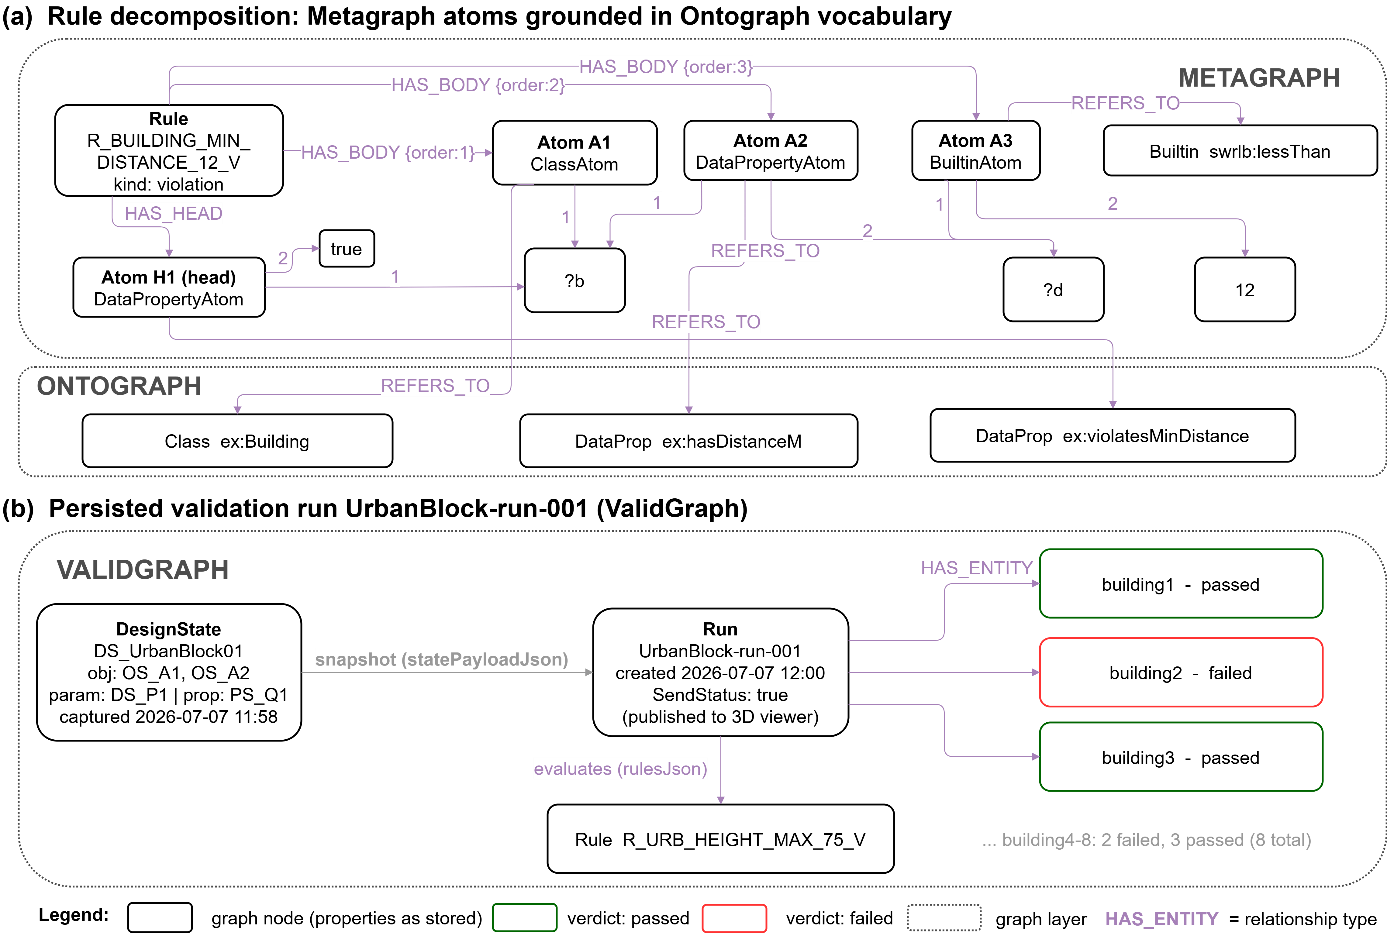 (a) Rule decomposition: Metagraph atoms grounded in Ontograph vocabulary
METAGRAPH
HAS_BODY {order:3}
HAS_BODY {order:2}
HAS_BODY {order:1}
REFERS_TO
Rule
R_BUILDING_MIN_
DISTANCE_12_V
kind: violation
Atom A1
ClassAtom
Atom A2
DataPropertyAtom
Atom A3
BuiltinAtom
Builtin swrlb:lessThan
HAS_HEAD
1
1
1
2
2
true
2
REFERS_TO
Atom H1 (head)
DataPropertyAtom
1
?b
?d
12
REFERS_TO
ONTOGRAPH
REFERS_TO
Class ex:Building
DataProp ex:hasDistanceM
DataProp ex:violatesMinDistance
(b) Persisted validation run UrbanBlock-run-001 (ValidGraph)
VALIDGRAPH
DesignState
DS_UrbanBlock01
obj: OS_A1, OS_A2
param: DS_P1 | prop: PS_Q1
captured 2026-07-07 11:58
snapshot (statePayloadJson)
Run
UrbanBlock-run-001
created 2026-07-07 12:00
SendStatus: true
(published to 3D viewer)
HAS_ENTITY
building1 - passed
building2 - failed
building3 - passed
evaluates (rulesJson)
Rule R_URB_HEIGHT_MAX_75_V
... building4-8: 2 failed, 3 passed (8 total)
Legend:
graph node (properties as stored)
verdict: passed
verdict: failed
graph layer
HAS_ENTITY = relationship type